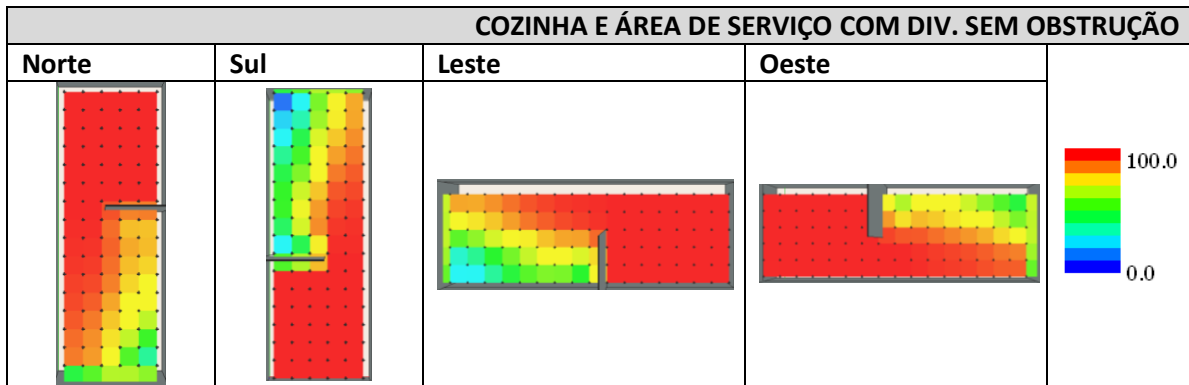 COZINHA E ÁREA DE SERVIÇO COM DIV. SEM OBSTRUÇÃO
Norte Sul Leste Oeste
100.0
0.0